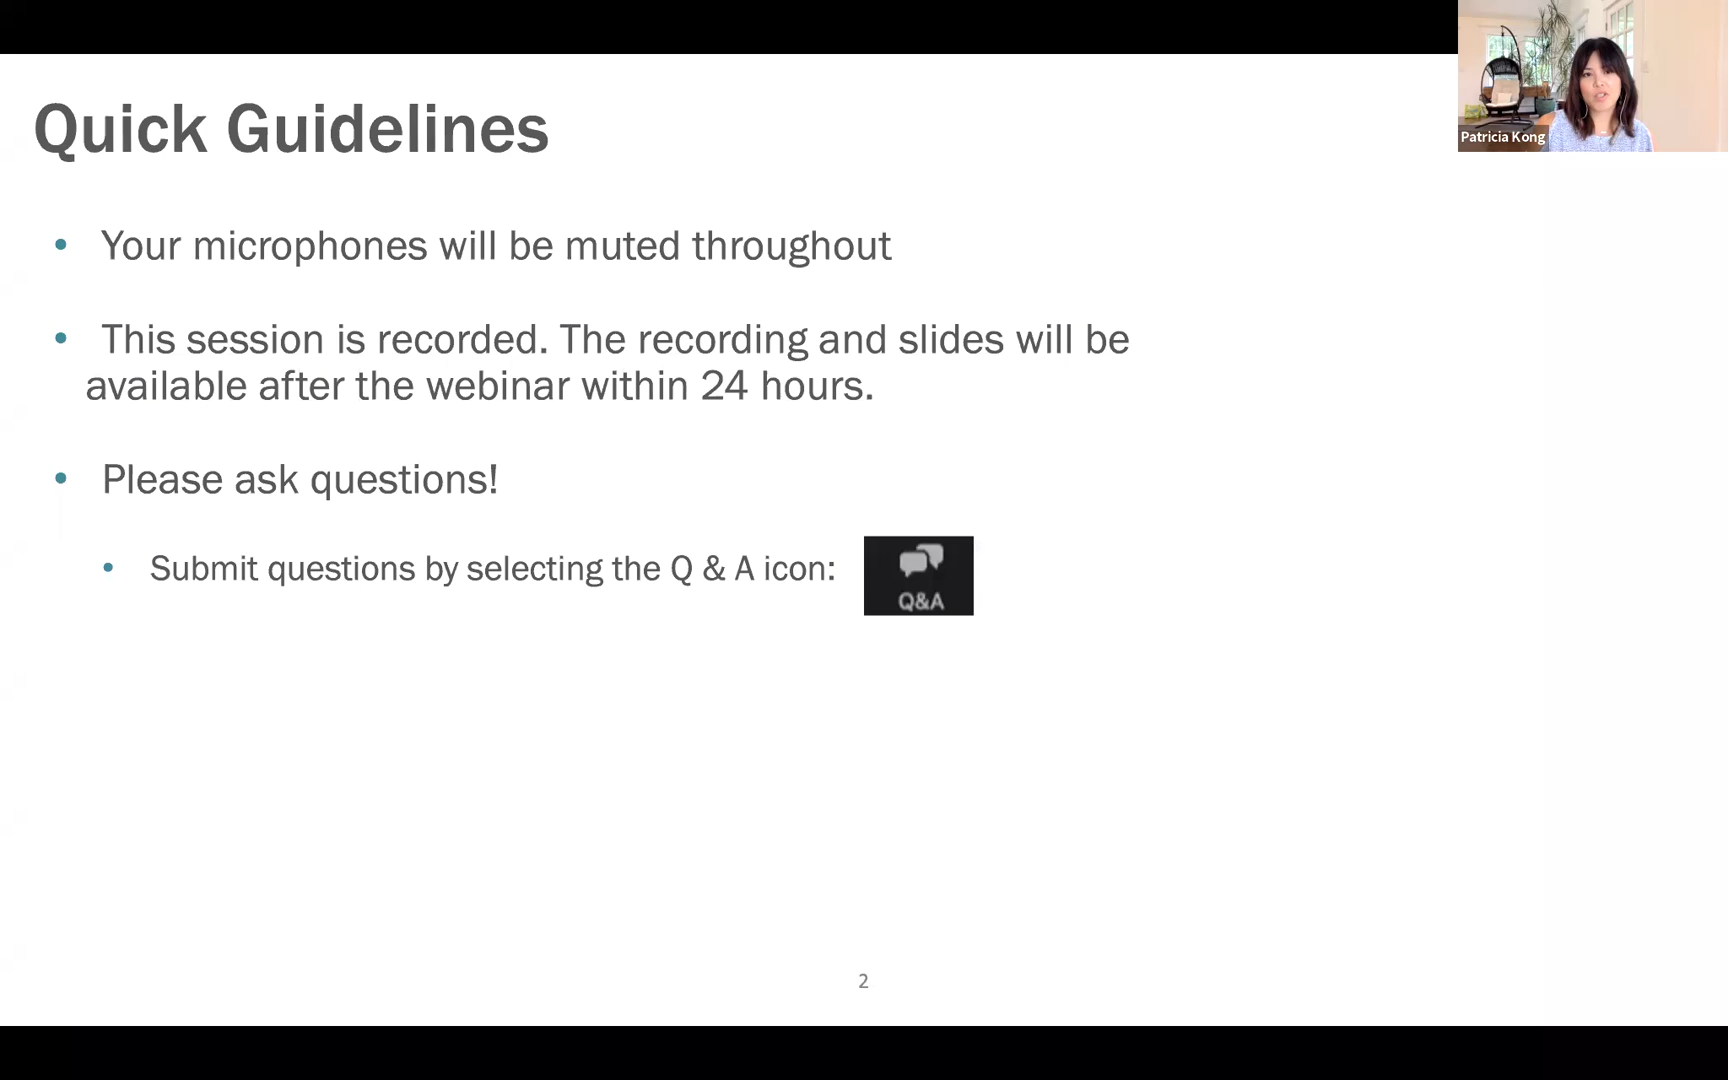 Quick Guidelines
Patricia Kong
• Your microphones will be muted throughout
• This session is recorded. The recording and slides will be
available after the webinar within 24 hours.
• Please ask questions!
• Submit questions by selecting the Q & A icon:
Q&A
2